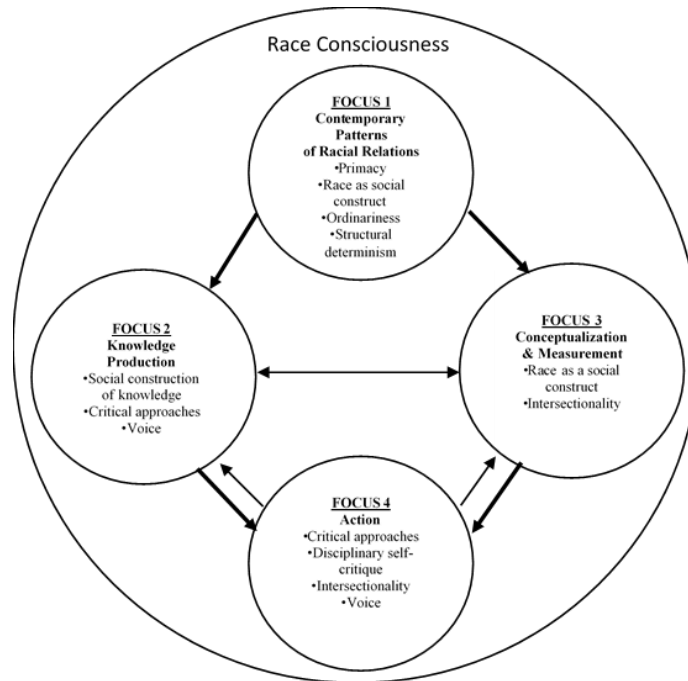 Race Consciousness
FOCUS 1
Contemporary
Patterns
of Racial Relations
•Primacy
•Race as social
construct
•Ordinariness
•Structural
determinism
FOCUS 2
Knowledge
Production
•Social construction
of knowledge
•Critical approaches
•Voice
FOCUS 3
Conceptualization
& Measurement
•Race as a social
construct
•Intersectionality
FOCUS 4
Action
•Critical approaches
•Disciplinary self-
critique
•Intersectionality
•Voice